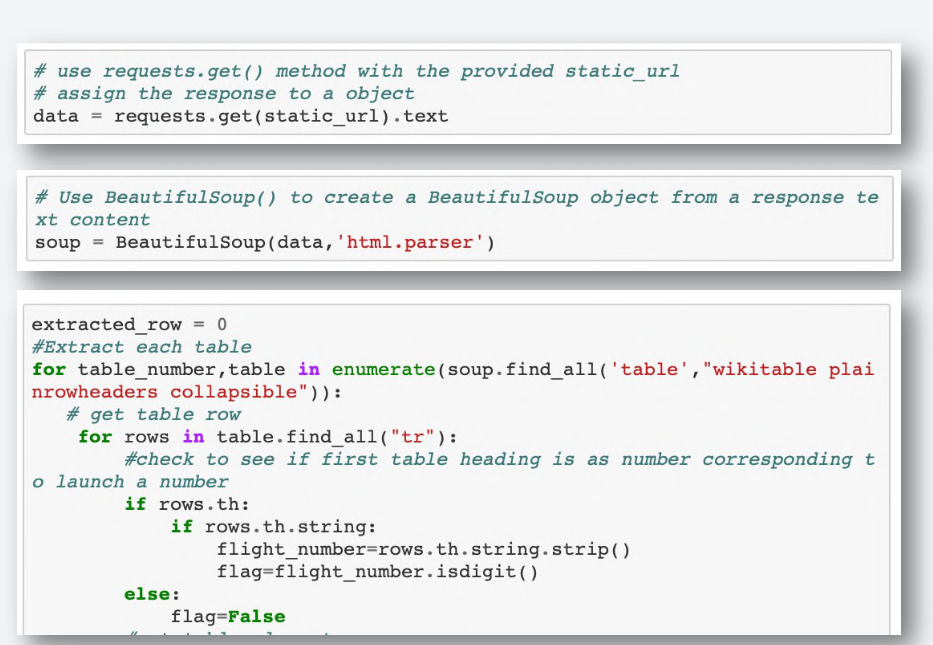 # use requests.get() method with the provided static_url
# assign the response to a object
data = requests.get(static_url).text
# Use BeautifulSoup() to create a BeautifulSoup object from a response te
xt content
soup = BeautifulSoup(data,'html.parser')
extracted_row = 0
#Extract each table
for table_number,table in enumerate(soup.find_all('table',"wikitable plai
nrowheaders collapsible")):
   # get table row
    for rows in table.find_all("tr"):
        #check to see if first table heading is as number corresponding t
o launch a number
        if rows.th:
            if rows.th.string:
                flight_number=rows.th.string.strip()
                flag=flight_number.isdigit()
        else:
            flag=False